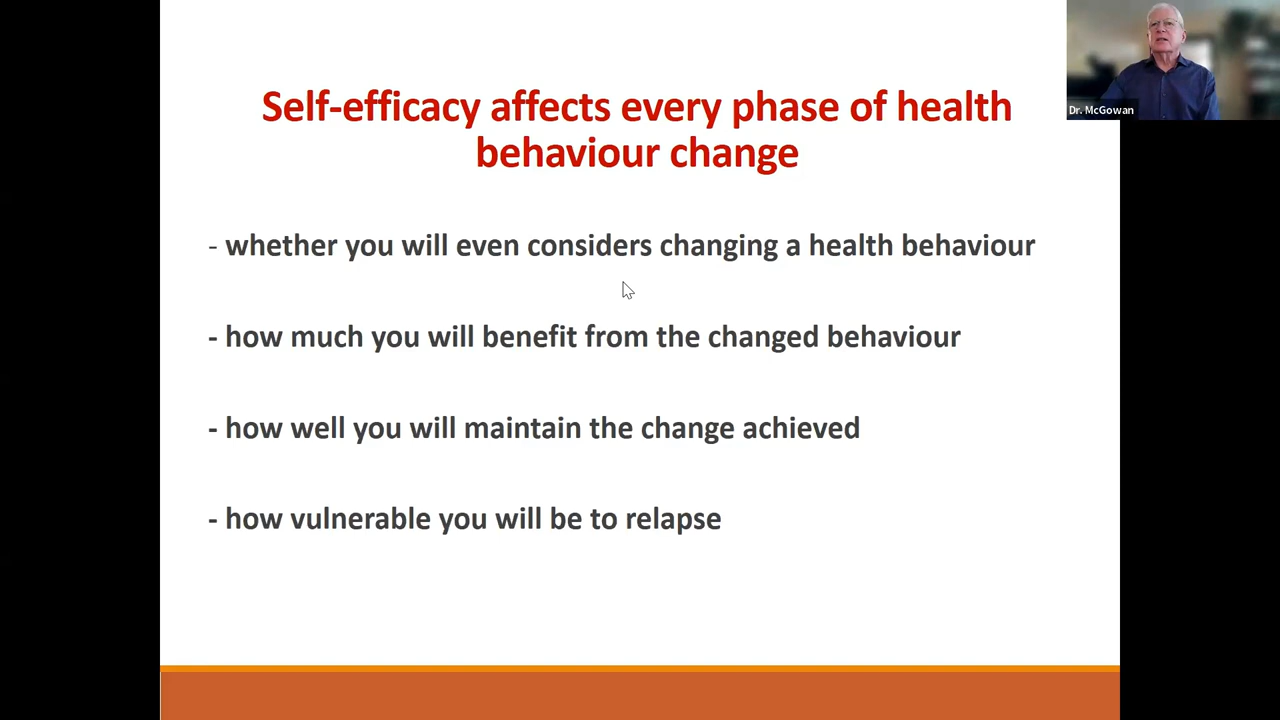 Self-efficacy affects every phase of health
behaviour change
- whether you will even considers changing a health behaviour
- how much you will benefit from the changed behaviour
- how well you will maintain the change achieved
- how vulnerable you will be to relapse
Dr. McGowan